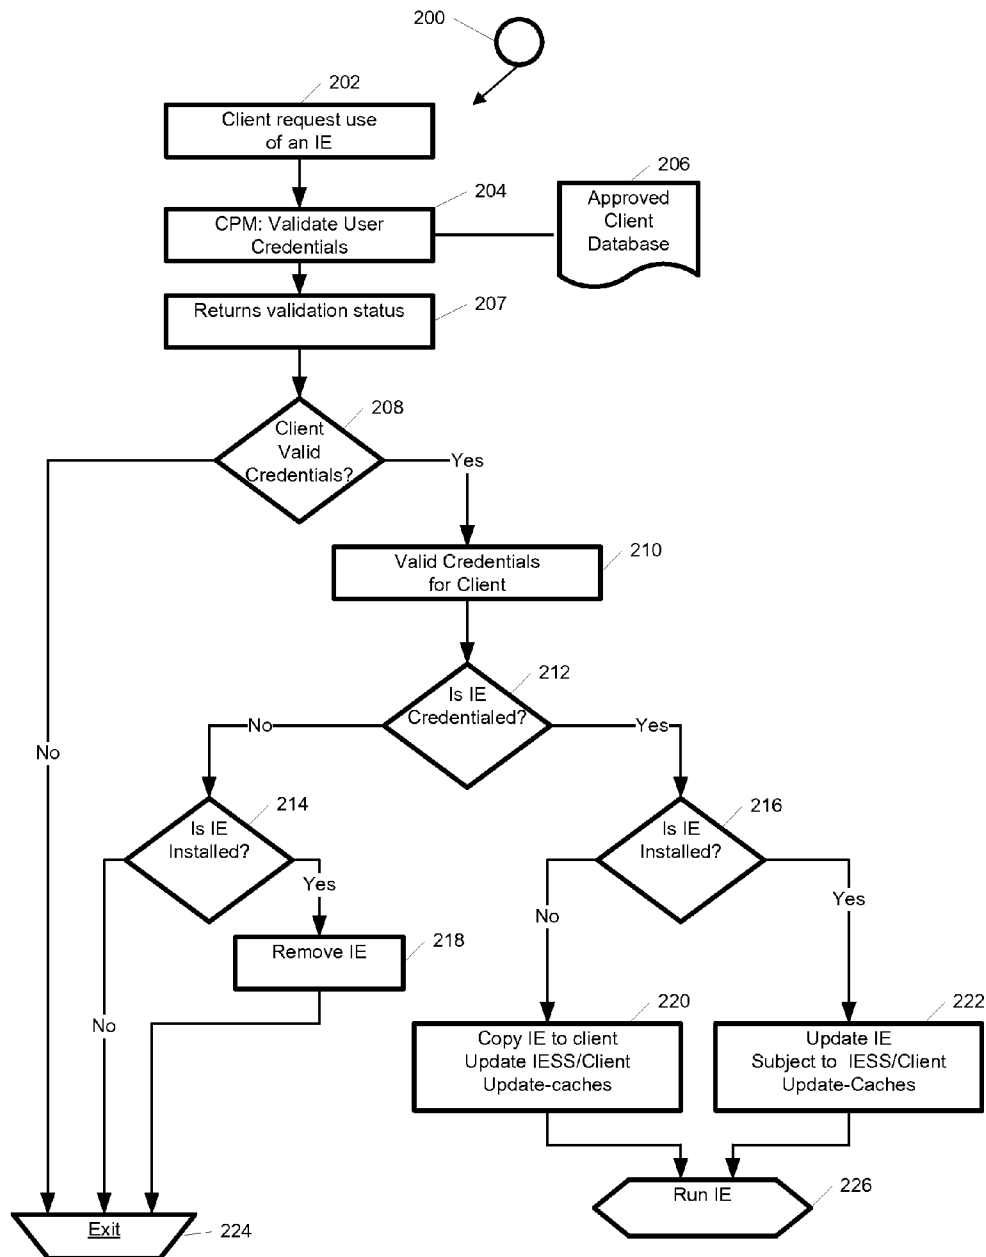 200
202
Client request use
of an IE
204
CPM: Validate User
Credentials
206
Approved
Client
Database
Returns validation status
207
208
Client
Valid
Credentials?
No
Yes
Valid Credentials
for Client
210
212
Is IE
Credentialed?
No
Yes
214
Is IE
Installed?
216
Is IE
Installed?
Yes
No
No
Yes
Remove IE
218
220
Copy IE to client
Update IESS/Client
Update-caches
222
Update IE
Subject to IESS/Client
Update-Caches
Run IE
226
Exit
224